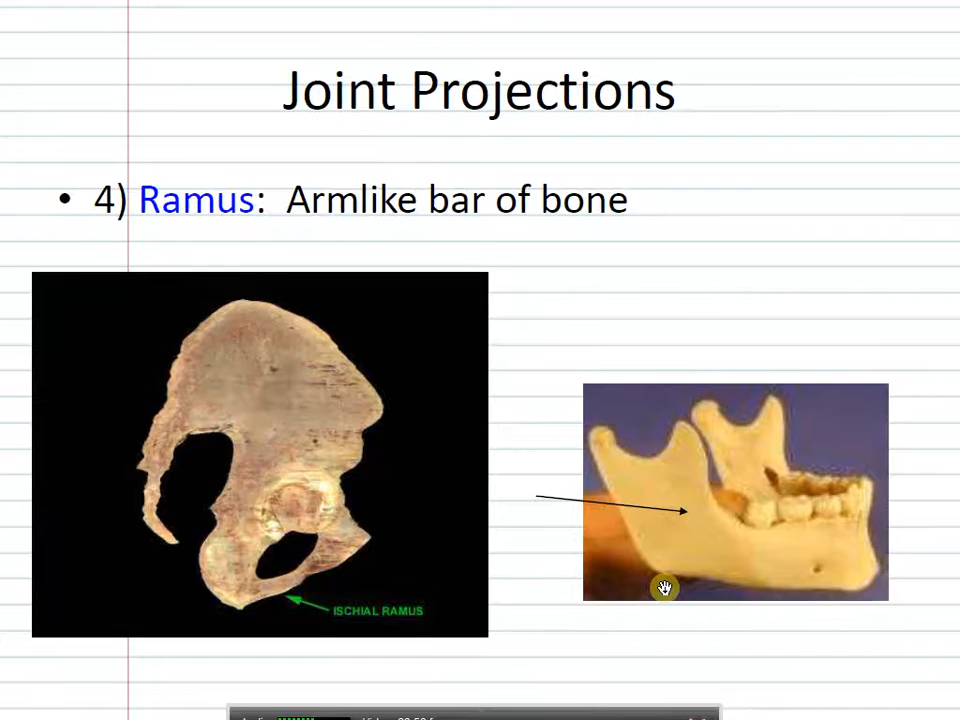 Joint Projections
• 4) Ramus: Armlike bar of bone
ISCHIAL RAMUS